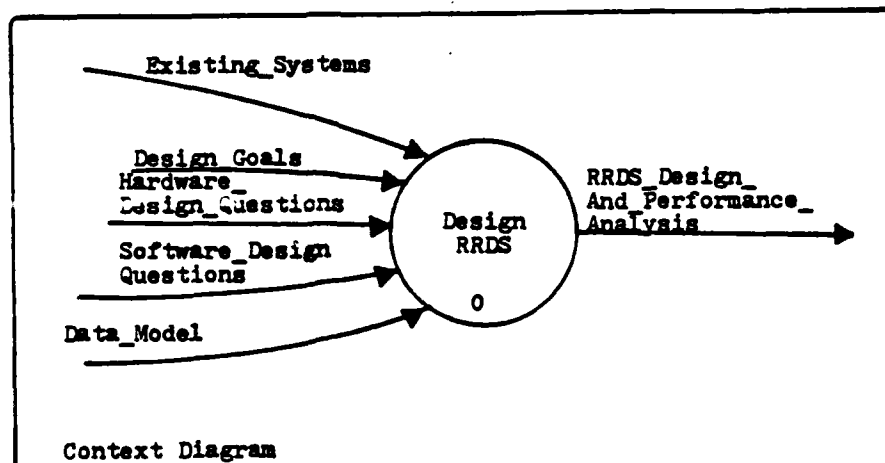 Existing_Systems
Design_Goals
Hardware_
Design_Questions
Software_Design
Questions
Data_Model
Design
RRDS
0
RRDS_Design_
And_Performance_
Analysis
Context Diagram